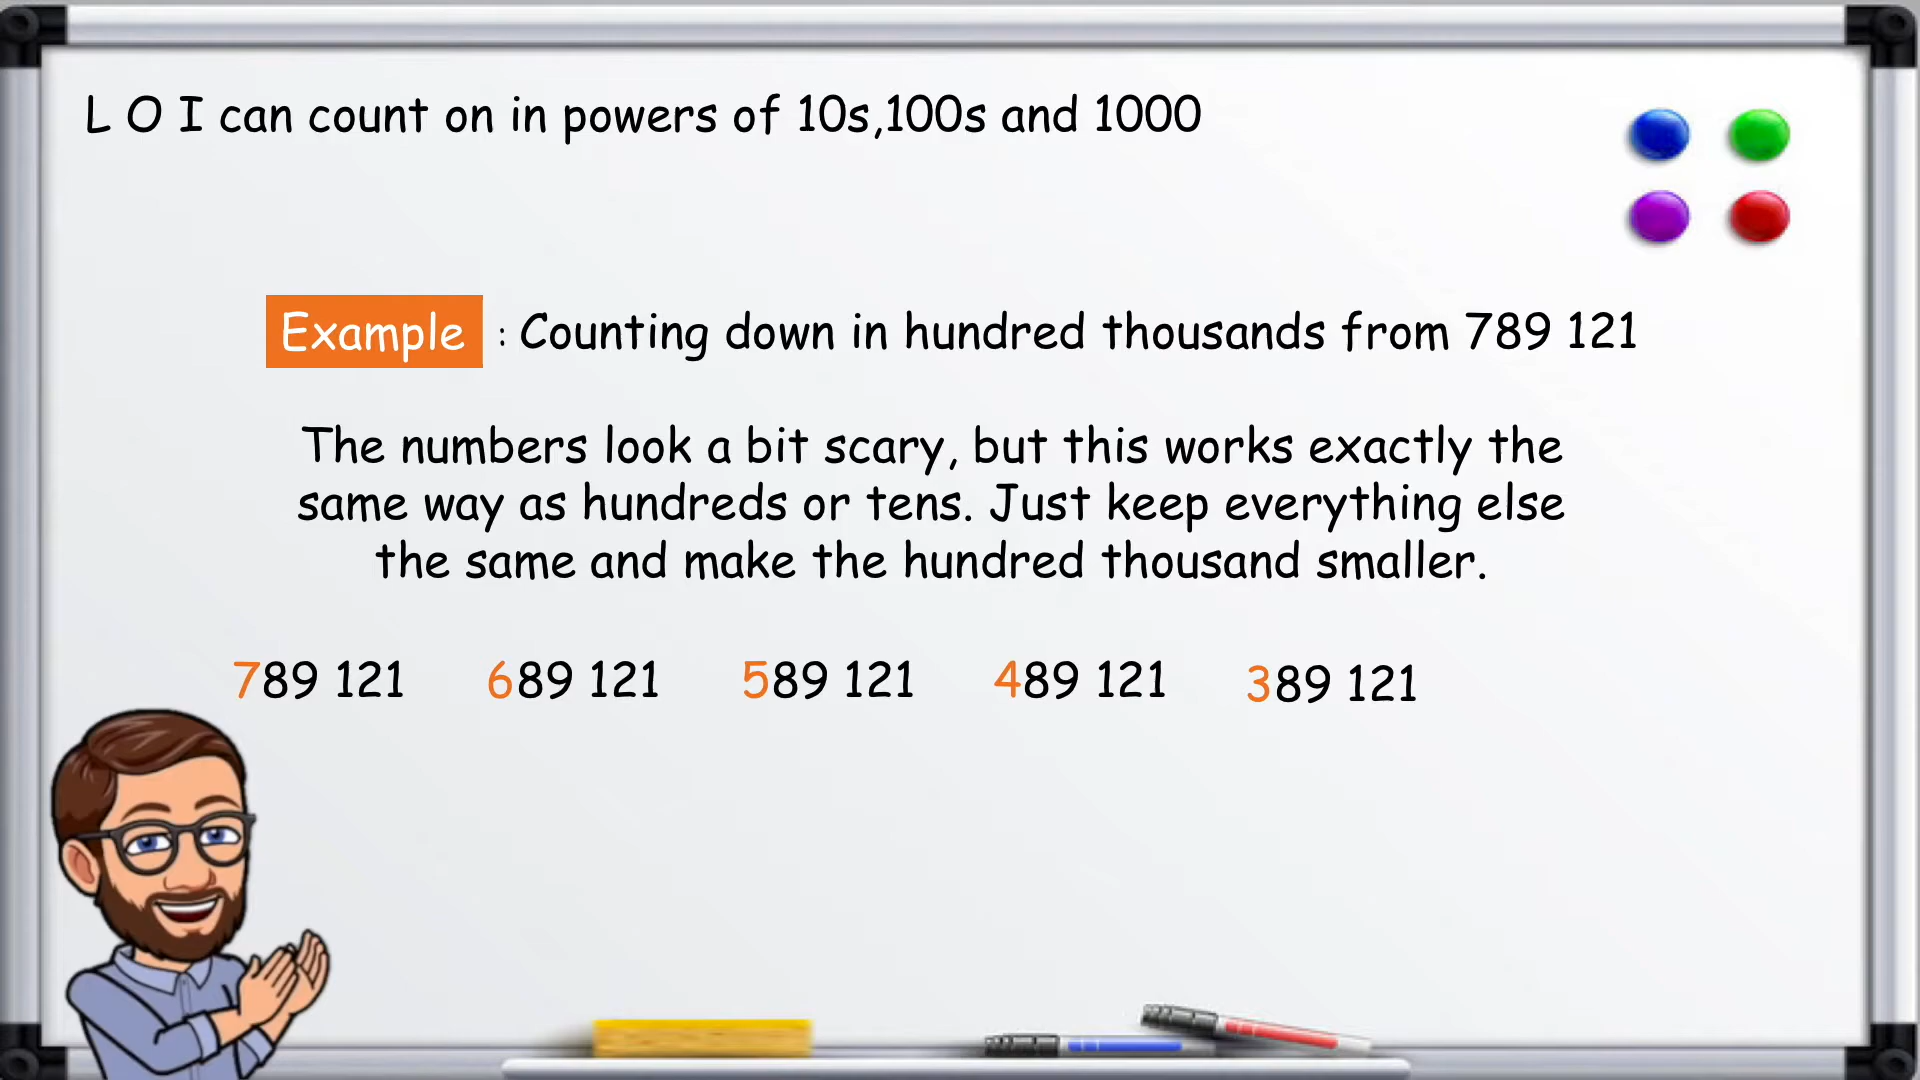 L O I can count on in powers of 10s,100s and 1000
Example : Counting down in hundred thousands from 789 121
The numbers look a bit scary, but this works exactly the
same way as hundreds or tens. Just keep everything else
the same and make the hundred thousand smaller.
789 121 689 121 589 121 489 121 389 121